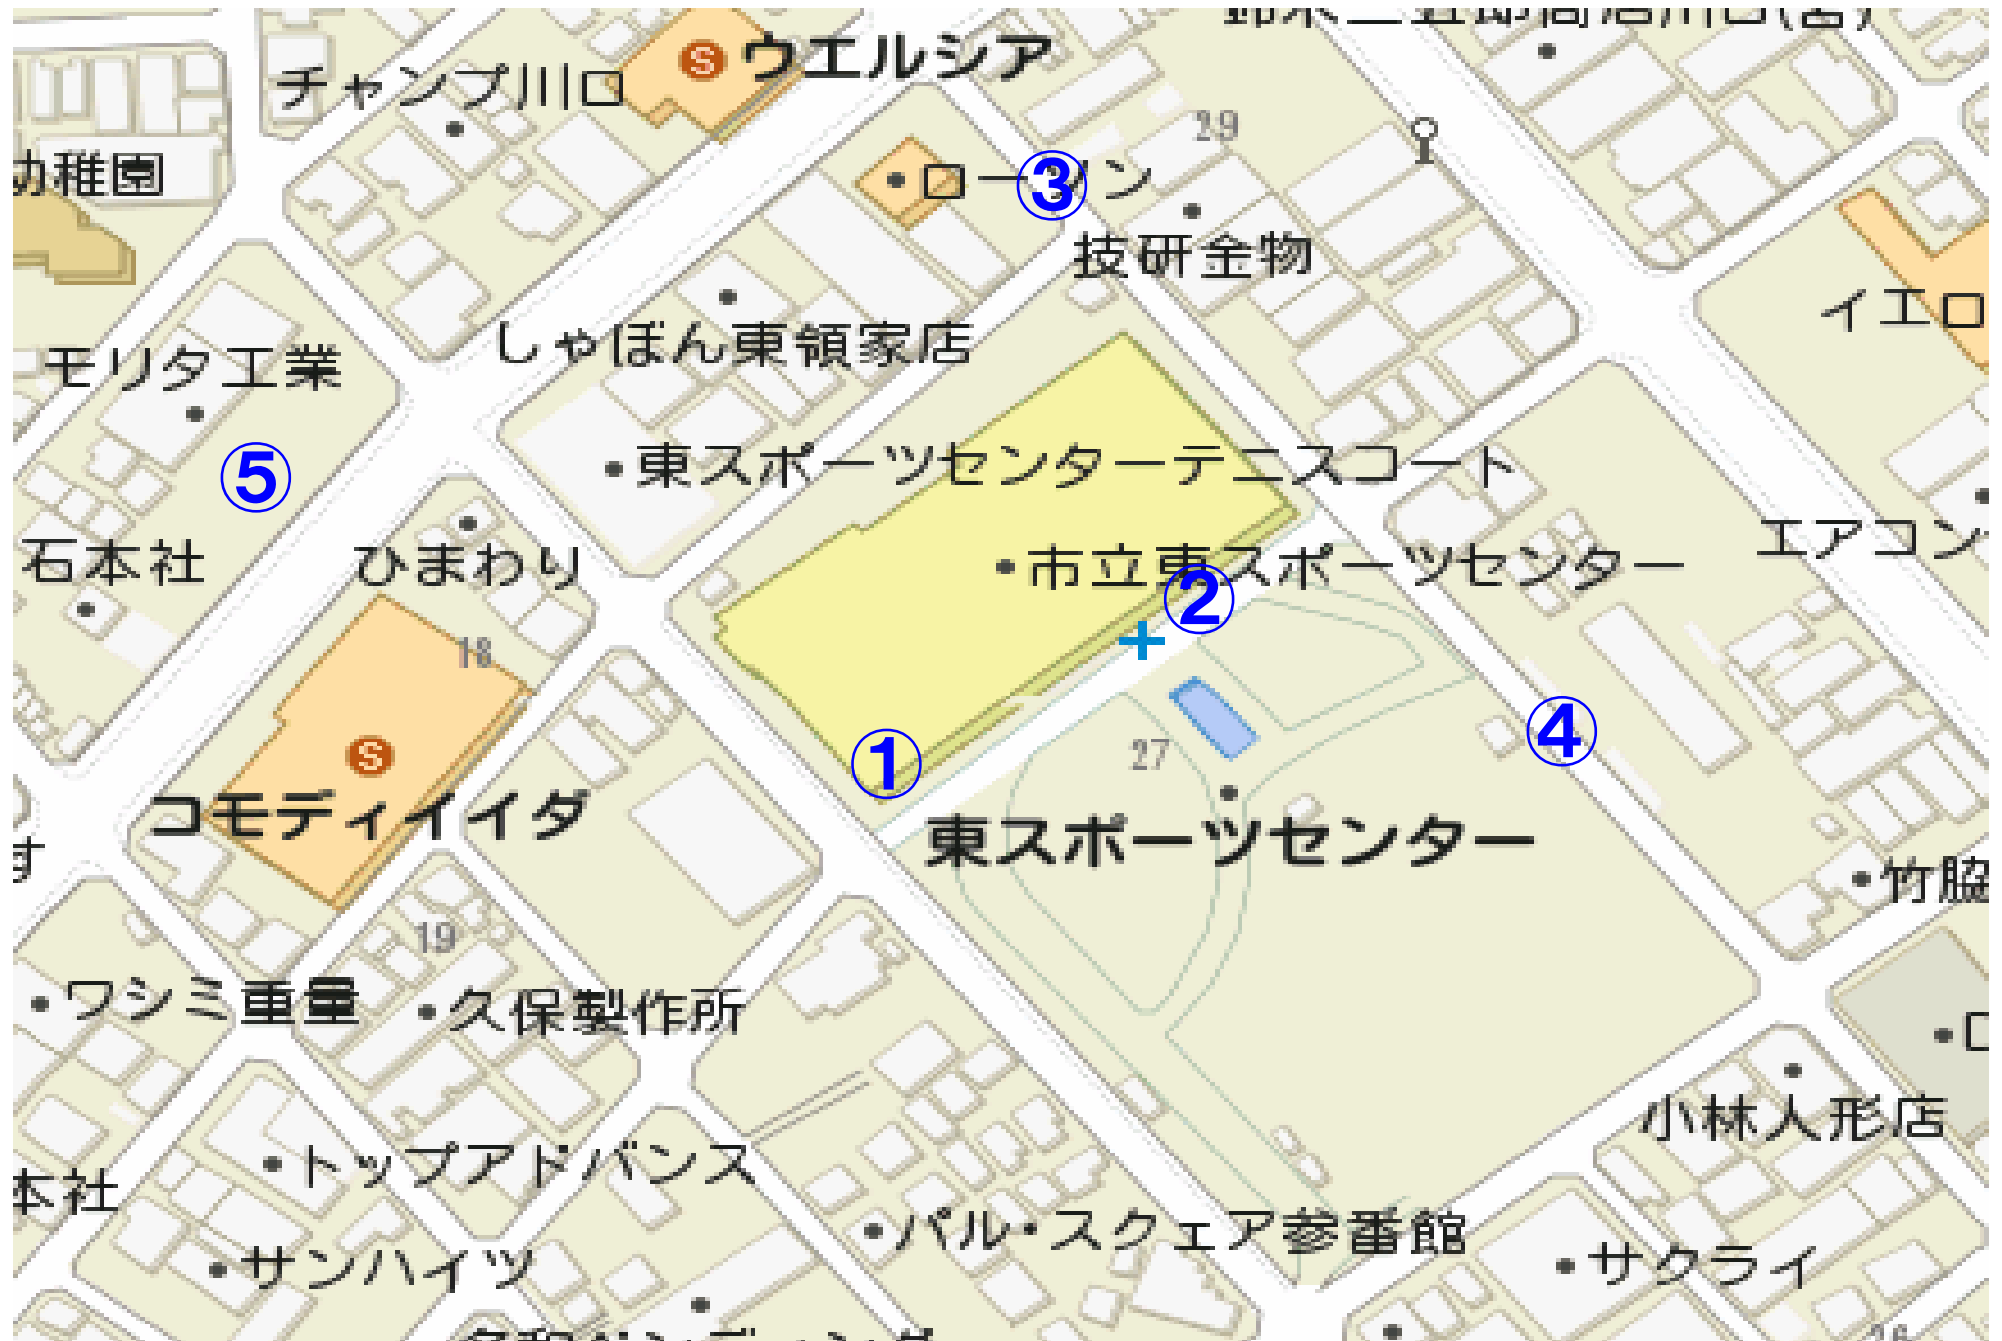 ウエルシア
チャンプ川口
29
幼稚園
ローソン
③
技研金物
イエロ
しゃぼん東領家店
モリタ工業
東スポーツセンターテニスコート
⑤
エアコン
石本社
ひまわり
市立東スポーツセンター
②
18
④
27
①
コモディイイダ
東スポーツセンター
す
竹脇
19
ワシミ重量
久保製作所
小林人形店
トップアドバンス
本社
パル・スクェア参番館
サンハイツ
サクライ